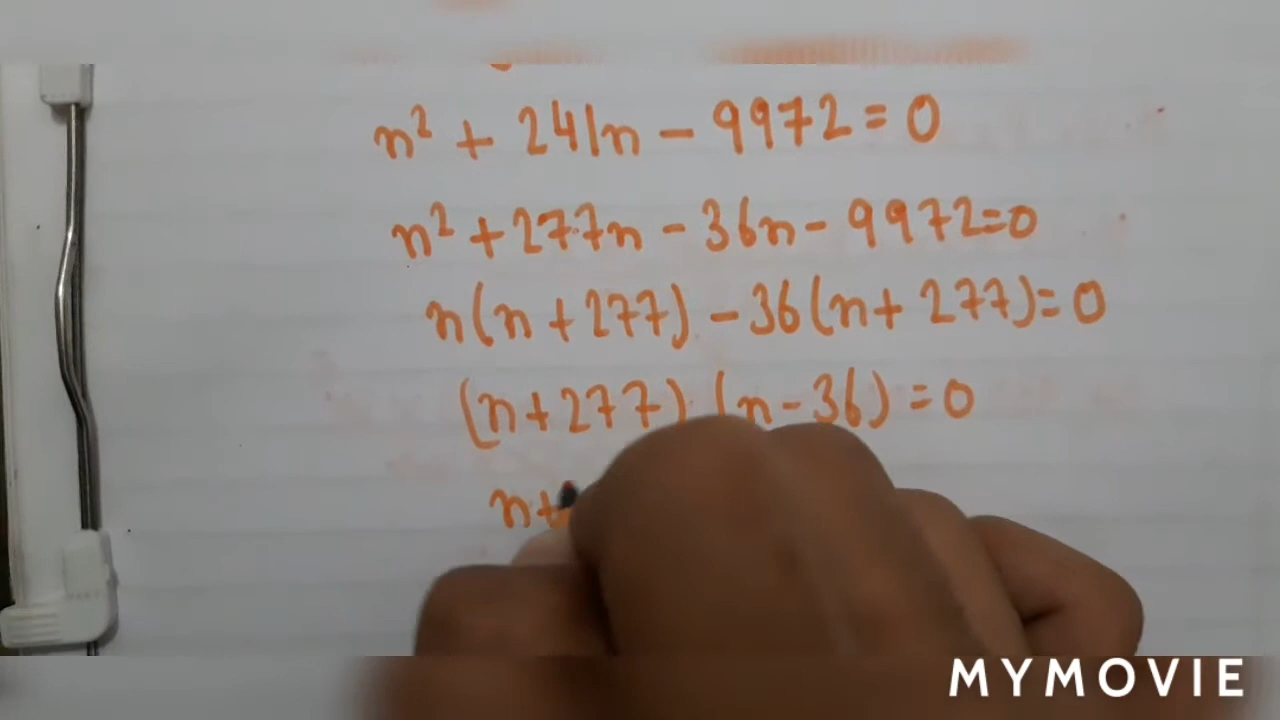 n² + 241n - 9972 = 0
n² + 277n - 36n - 9972 = 0
n(n + 277) - 36(n + 277) = 0
(n + 277) (n - 36) = 0
n +
MYMOVIE